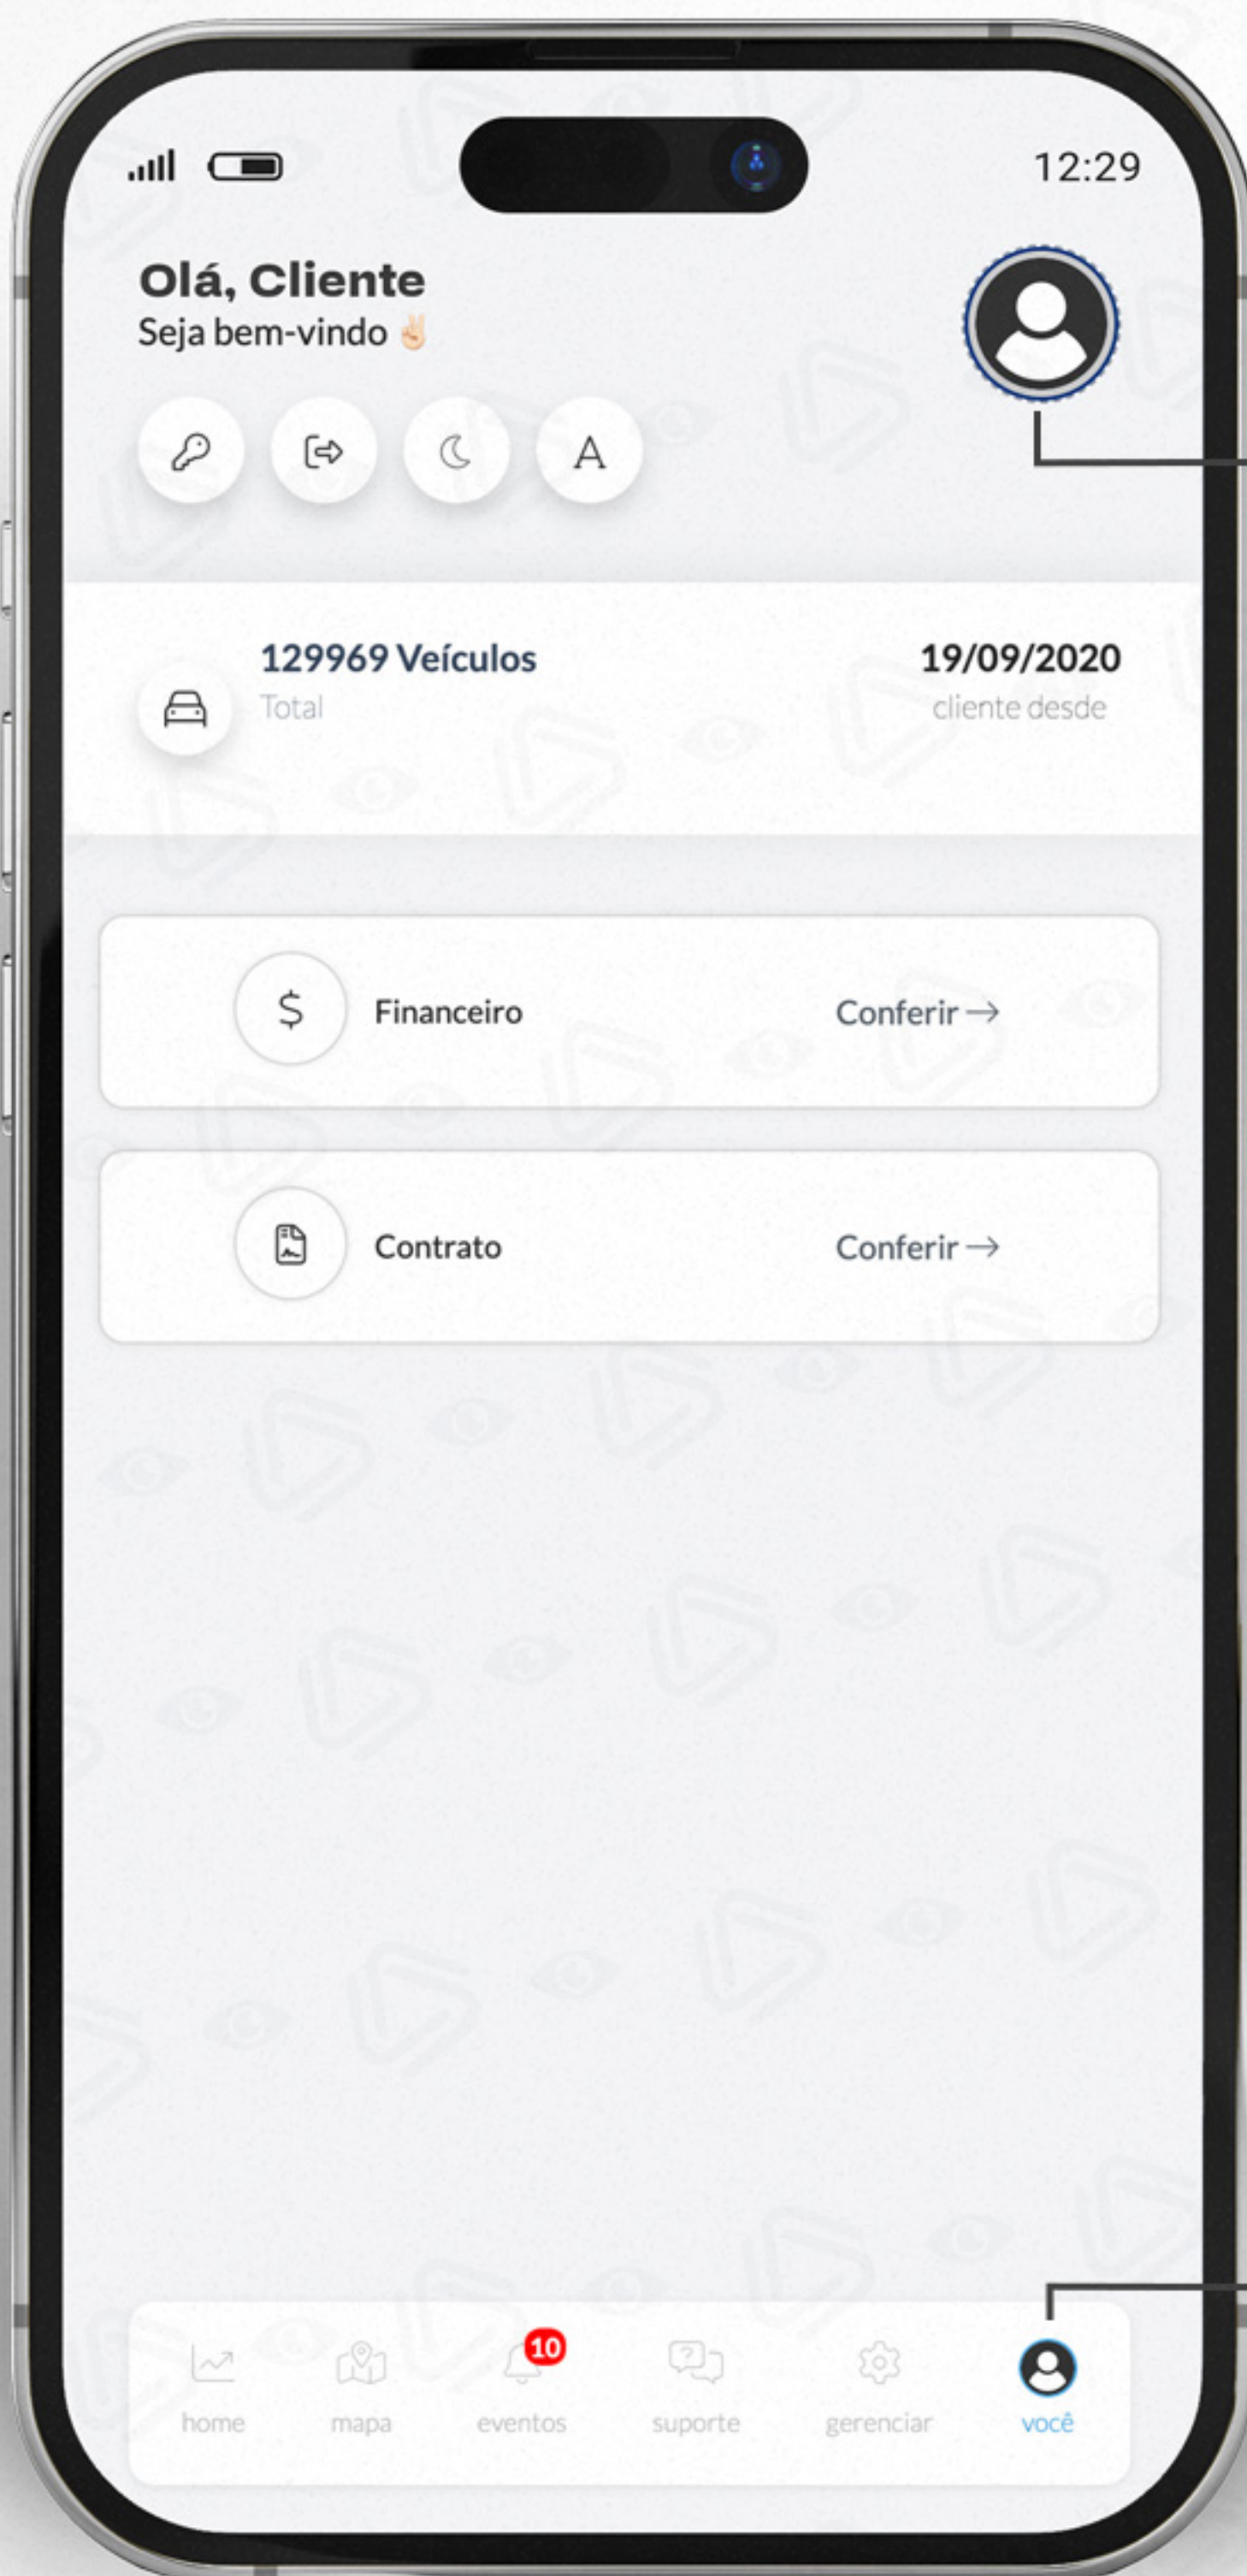 12:29
Olá, Cliente
Seja bem-vindo ✌🏻
A
129969 Veículos
Total
19/09/2020
cliente desde
$ Financeiro Conferir →
Contrato Conferir →
10
home mapa eventos suporte gerenciar você